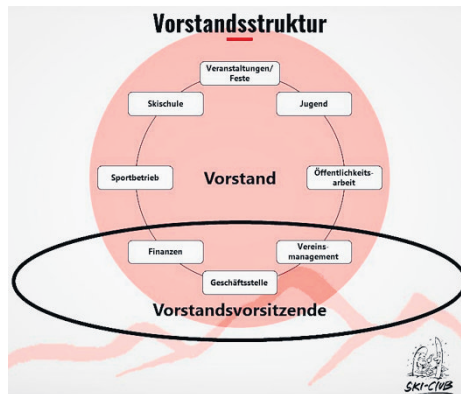 Vorstandsstruktur
Veranstaltungen/
Feste
Skischule
Jugend
Sportbetrieb
Vorstand
Öffentlichkeits-
arbeit
Finanzen
Vereins-
management
Geschäftsstelle
Vorstandsvorsitzende
SKI-CLUB